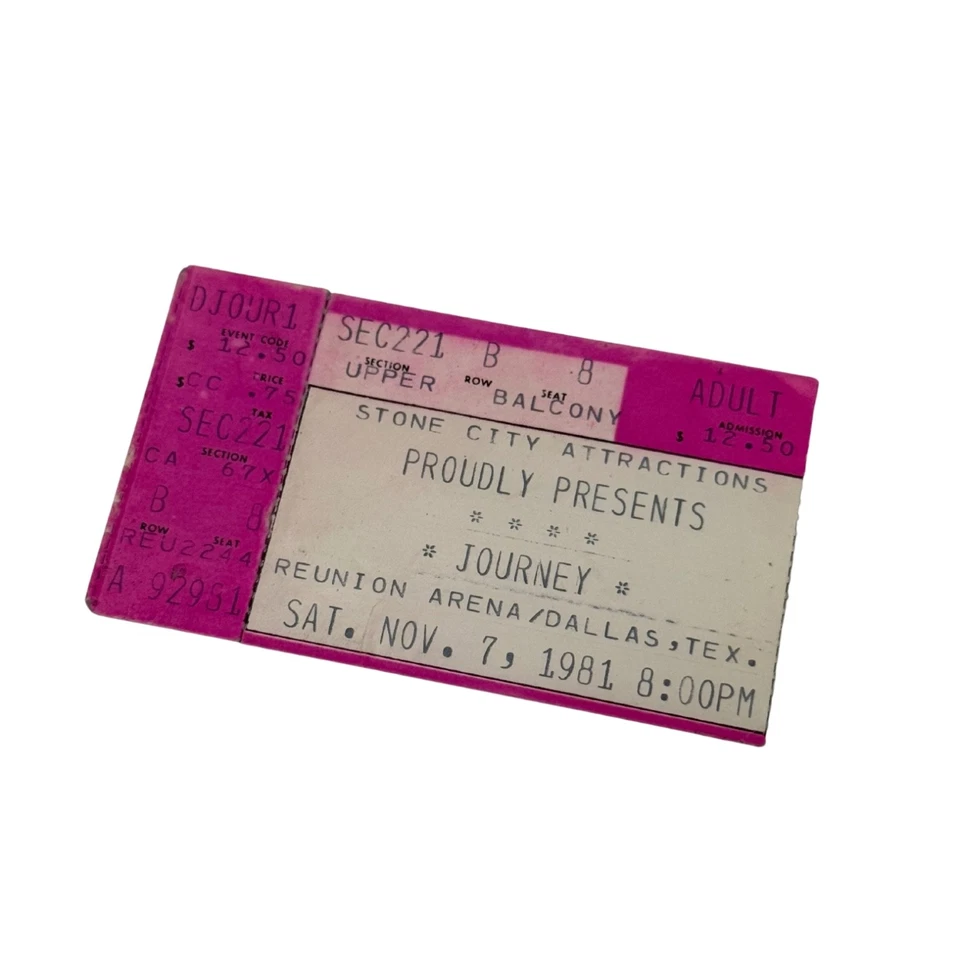 DJOUR1
EVENT CODE
$ 12.50
PRICE
$CC .75
TAX
SEC221
SECTION
CA 67X
B 8
ROW SEAT
REU2244
SEC221 B 8
SECTION ROW SEAT
UPPER BALCONY
ADULT
ADMISSION
$ 12.50
STONE CITY ATTRACTIONS
PROUDLY PRESENTS
* * * *
* JOURNEY *
REUNION ARENA/DALLAS,TEX.
SAT. NOV. 7, 1981 8:00PM